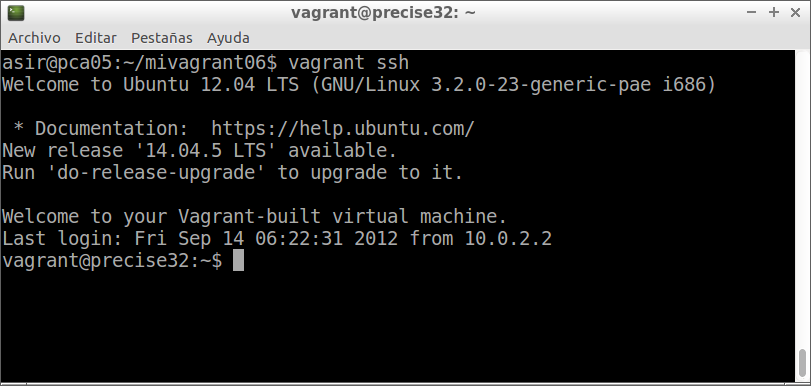 vagrant@precise32: ~
Archivo Editar Pestañas Ayuda
asir@pca05:~/mivagrant06$ vagrant ssh
Welcome to Ubuntu 12.04 LTS (GNU/Linux 3.2.0-23-generic-pae i686)
 * Documentation:  https://help.ubuntu.com/
New release '14.04.5 LTS' available.
Run 'do-release-upgrade' to upgrade to it.
Welcome to your Vagrant-built virtual machine.
Last login: Fri Sep 14 06:22:31 2012 from 10.0.2.2
vagrant@precise32:~$